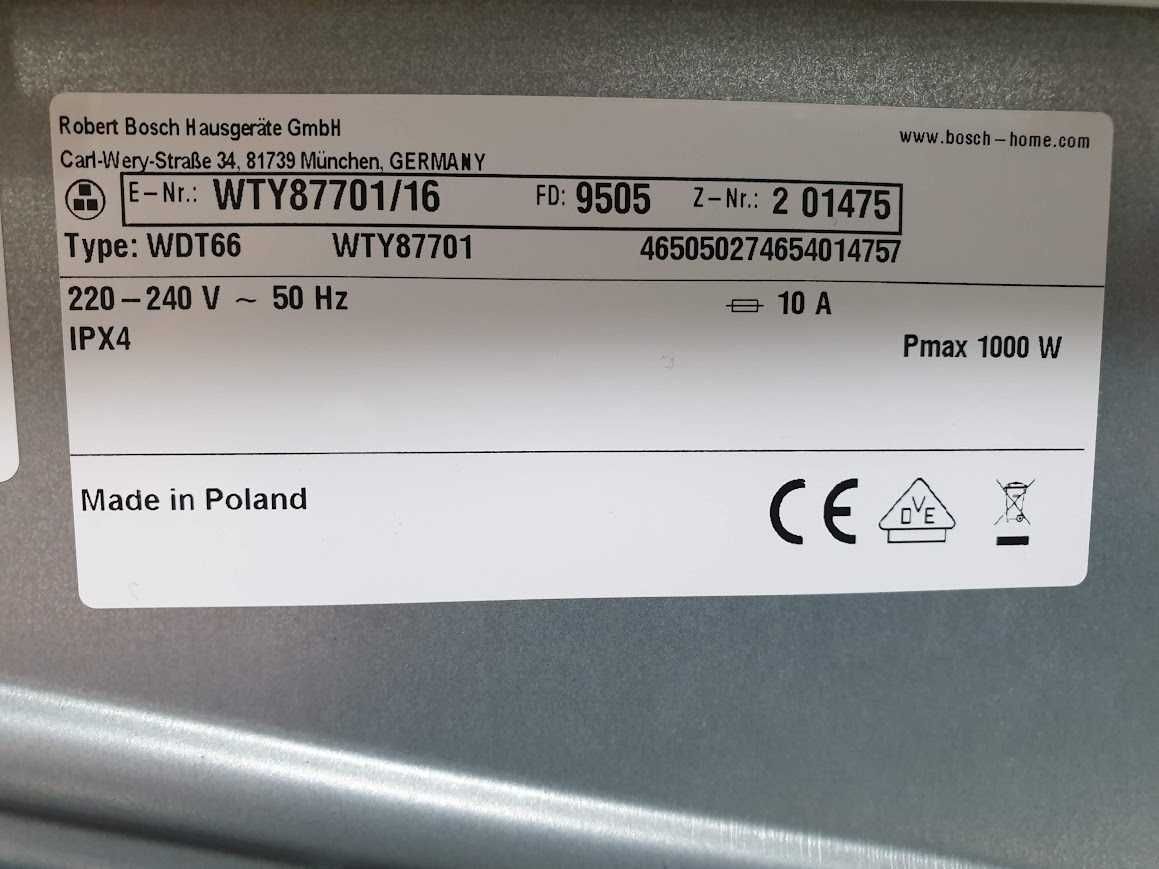 Robert Bosch Hausgeräte GmbH
www.bosch-home.com
Carl-Wery-Straße 34, 81739 München, GERMANY
E-Nr.: WTY87701/16 FD: 9505 Z-Nr.: 2 01475
Type: WDT66 WTY87701 465050274654014757
220-240 V ~ 50 Hz 10 A
IPX4 Pmax 1000 W
Made in Poland CE DVE